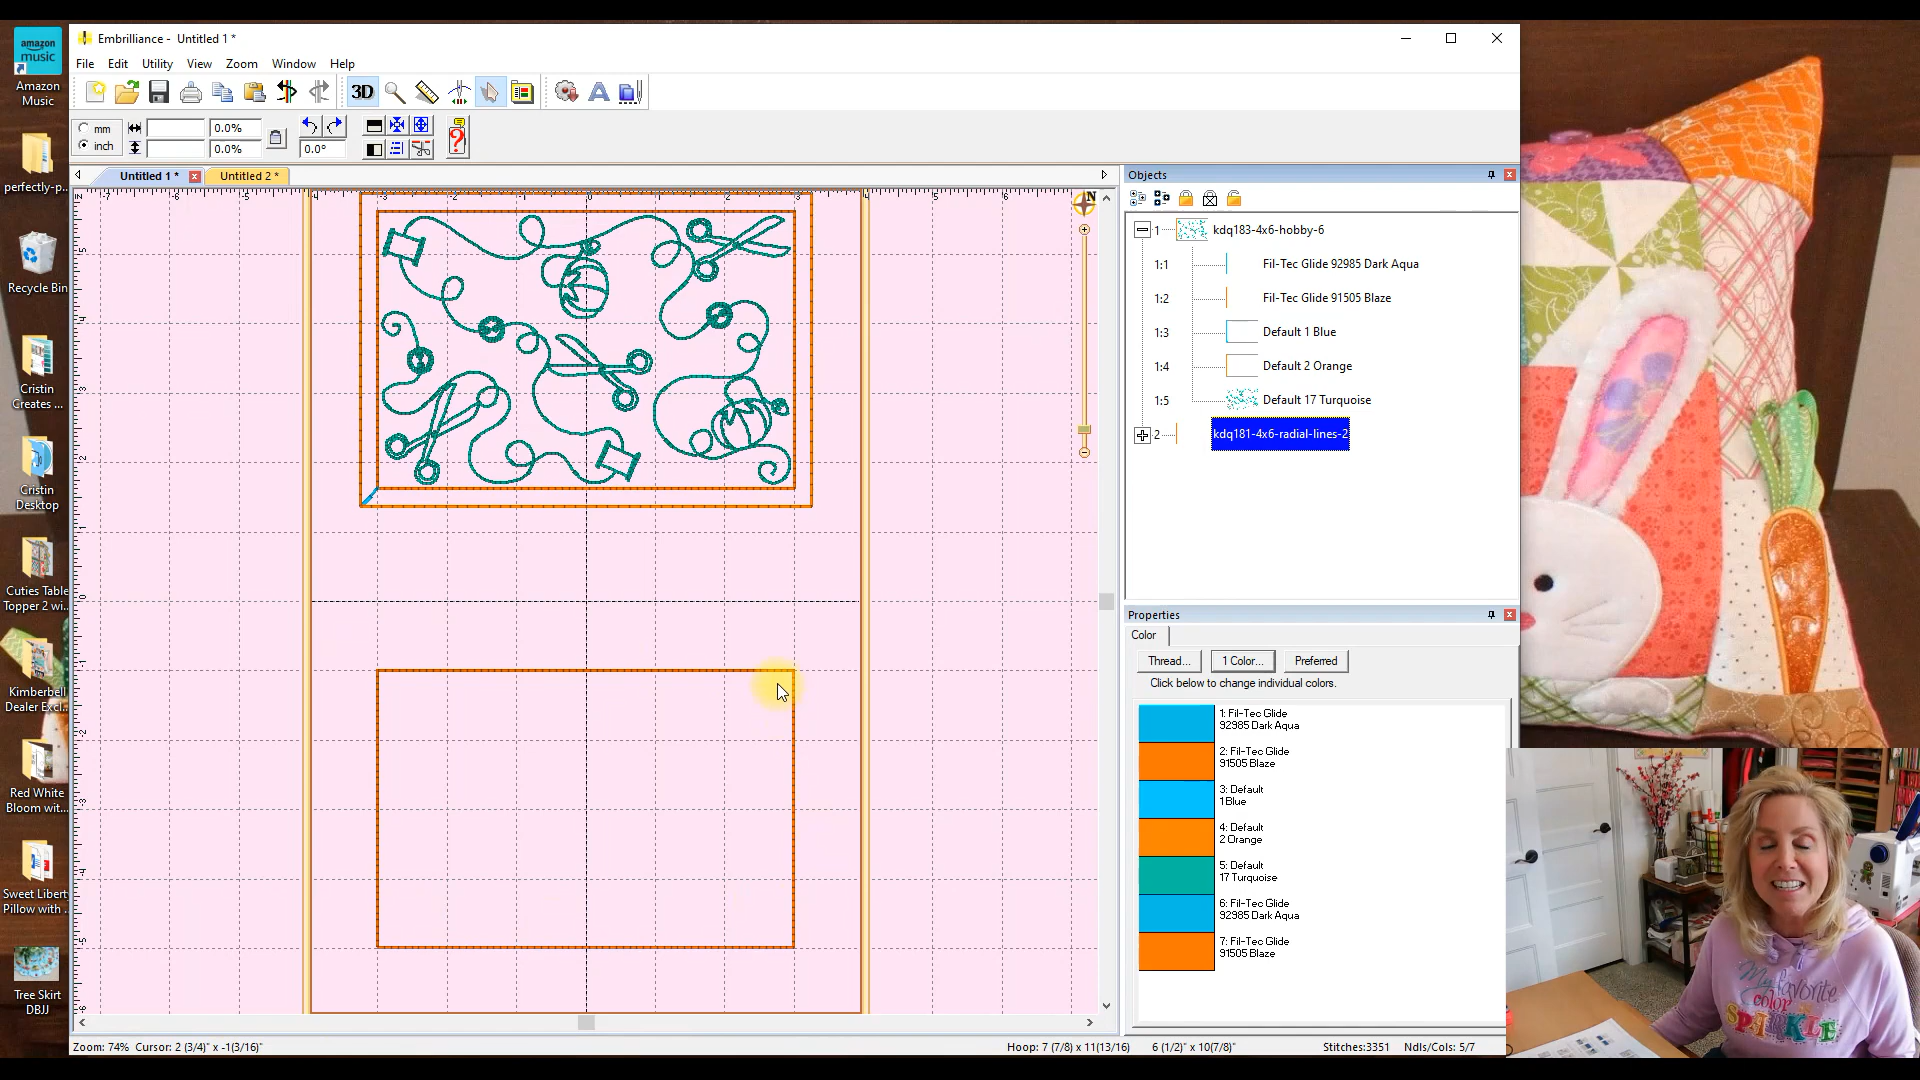 amazon
music
Amazon
Music
perfectly-p...
Recycle Bin
Cristin
Creates ...
Cristin
Desktop
Cuties Table
Topper 2 wi...
Kimberbell
Dealer Excl...
Red White
Bloom wit...
Sweet Libert
Pillow with ...
Tree Skirt
DBJJ
Embrilliance - Untitled 1 *
File Edit Utility View Zoom Window Help
3D
mm
inch
0.0%
0.0%
0.0°
Untitled 1 *
Untitled 2 *
N
Objects
1 kdq183-4x6-hobby-6
1:1 Fil-Tec Glide 92985 Dark Aqua
1:2 Fil-Tec Glide 91505 Blaze
1:3 Default 1 Blue
1:4 Default 2 Orange
1:5 Default 17 Turquoise
2 kdq181-4x6-radial-lines-2
Properties
Color
Thread... 1 Color... Preferred
Click below to change individual colors.
1: Fil-Tec Glide
92985 Dark Aqua
2: Fil-Tec Glide
91505 Blaze
3: Default
1 Blue
4: Default
2 Orange
5: Default
17 Turquoise
6: Fil-Tec Glide
92985 Dark Aqua
7: Fil-Tec Glide
91505 Blaze
Zoom: 74% Cursor: 2 (3/4)" x -1(3/16)"
Hoop: 7 (7/8) x 11(13/16) 6 (1/2)" x 10(7/8)" Stitches:3351 Ndls/Cols: 5/7
My favorite
color is
SPARKLE